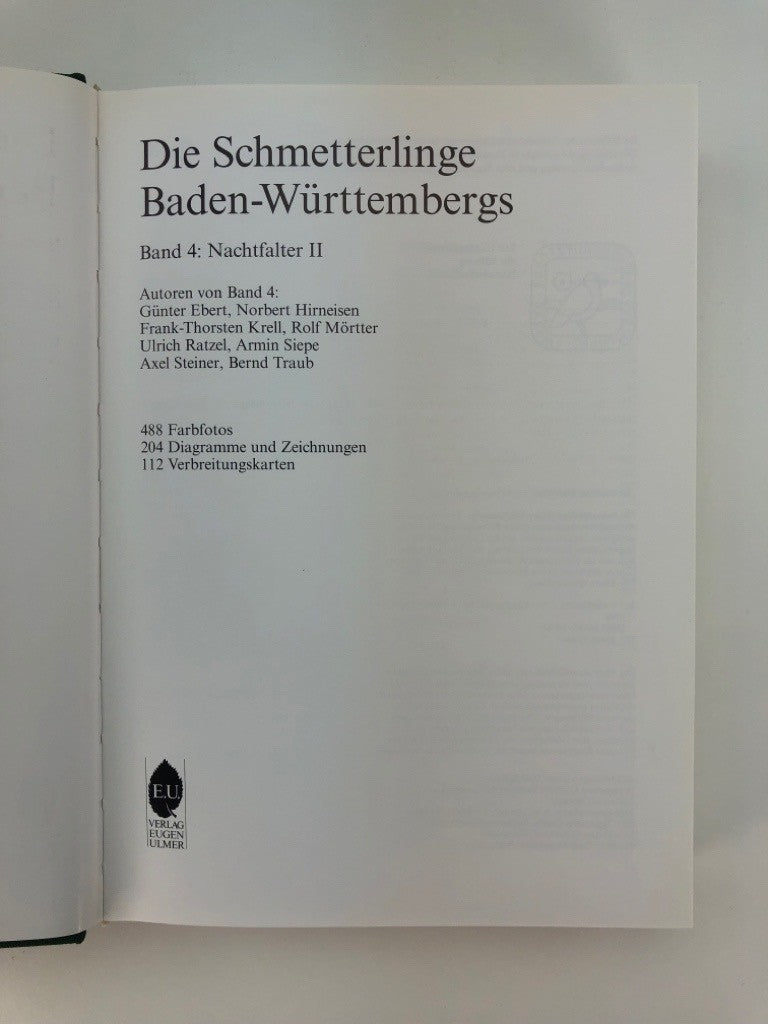 Die Schmetterlinge
Baden-Württembergs
Band 4: Nachtfalter II
Autoren von Band 4:
Günter Ebert, Norbert Hirneisen
Frank-Thorsten Krell, Rolf Mörtter
Ulrich Ratzel, Armin Siepe
Axel Steiner, Bernd Traub
488 Farbfotos
204 Diagramme und Zeichnungen
112 Verbreitungskarten
E.U.
VERLAG
EUGEN
ULMER